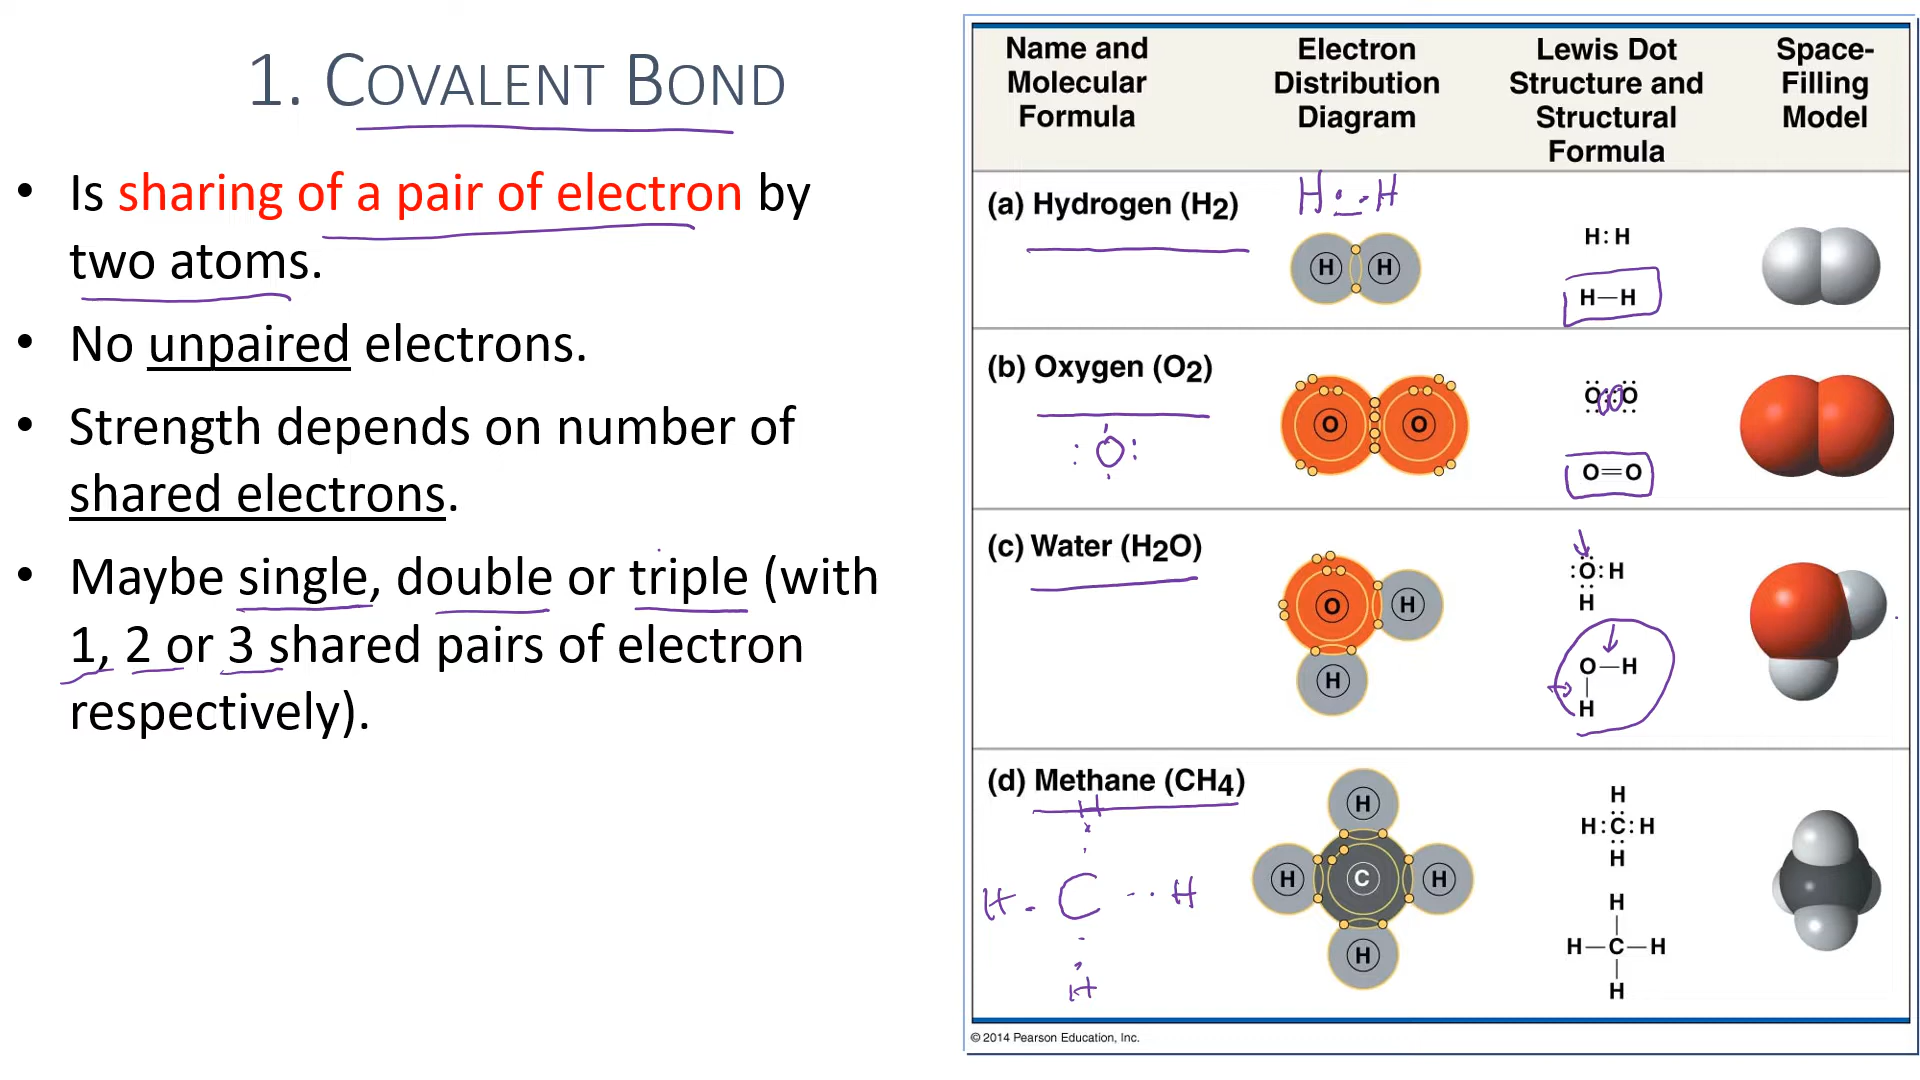 1. COVALENT BOND
• Is sharing of a pair of electron by
two atoms.
• No unpaired electrons.
• Strength depends on number of
shared electrons.
• Maybe single, double or triple (with
1, 2 or 3 shared pairs of electron
respectively).
Name and
Molecular
Formula
Electron
Distribution
Diagram
Lewis Dot
Structure and
Structural
Formula
Space-
Filling
Model
(a) Hydrogen (H2)
H · · H
H H
H : H
H—H
(b) Oxygen (O2)
: O :
O O
O :: O
O=O
(c) Water (H2O)
O H
H
: O : H
H
O—H
H
(d) Methane (CH4)
H
H · C · · H
H
H
H C H
H
H
H : C : H
H
H
H—C—H
H
© 2014 Pearson Education, Inc.